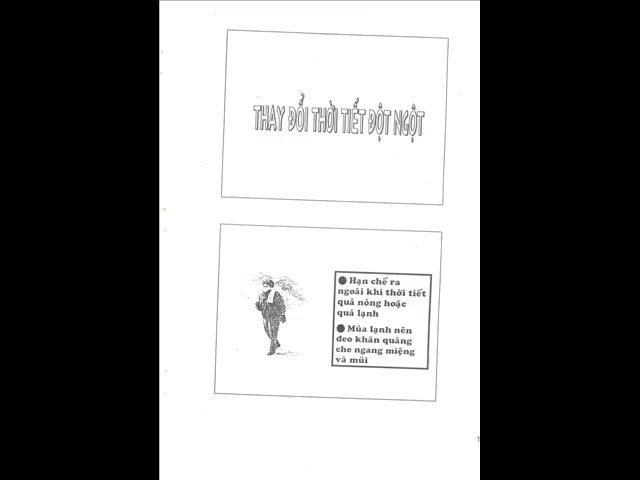 THAY ĐỔI THỜI TIẾT ĐỘT NGỘT
● Hạn chế ra
ngoài khi thời tiết
quá nóng hoặc
quá lạnh
● Mùa lạnh nên
đeo khăn quàng
che ngang miệng
và mũi
1